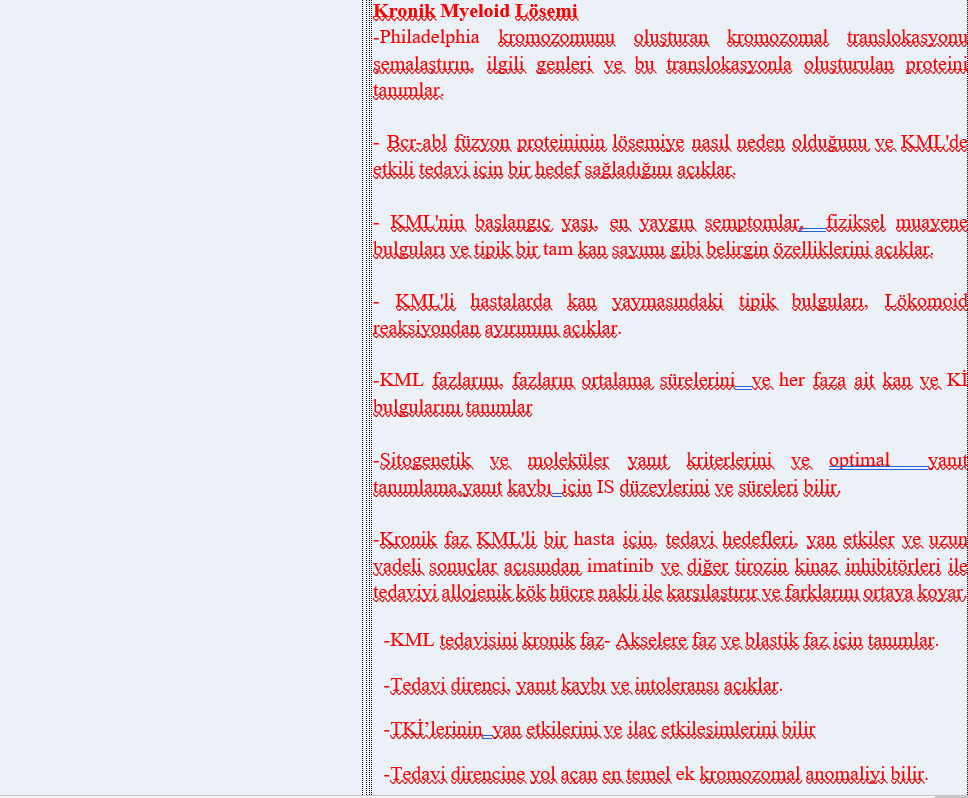 Kronik Myeloid Lösemi
-Philadelphia kromozomunu oluşturan kromozomal translokasyonu
şemalaştırın, ilgili genleri ve bu translokasyonla oluşturulan proteini
tanımlar.
- Bcr-abl füzyon proteininin lösemiye nasıl neden olduğunu ve KML'de
etkili tedavi için bir hedef sağladığını açıklar.
- KML'nin başlangıç yaşı, en yaygın semptomlar, fiziksel muayene
bulguları ve tipik bir tam kan sayımı gibi belirgin özelliklerini açıklar.
- KML'li hastalarda kan yaymasındaki tipik bulguları, Lökomoid
reaksiyondan ayırımını açıklar.
-KML fazlarını, fazların ortalama sürelerini ve her faza ait kan ve Kİ
bulgularını tanımlar
-Sitogenetik ve moleküler yanıt kriterlerini ve optimal yanıt
tanımlama,yanıt kaybı için IS düzeylerini ve süreleri bilir.
-Kronik faz KML'li bir hasta için, tedavi hedefleri, yan etkiler ve uzun
vadeli sonuçlar açısından imatinib ve diğer tirozin kinaz inhibitörleri ile
tedaviyi allojenik kök hücre nakli ile karşılaştırır ve farklarını ortaya koyar.
-KML tedavisini kronik faz- Akselere faz ve blastik faz için tanımlar.
-Tedavi direnci, yanıt kaybı ve intoleransı açıklar.
-TKİ’lerinin yan etkilerini ve ilaç etkileşimlerini bilir
-Tedavi direncine yol açan en temel ek kromozomal anomaliyi bilir.